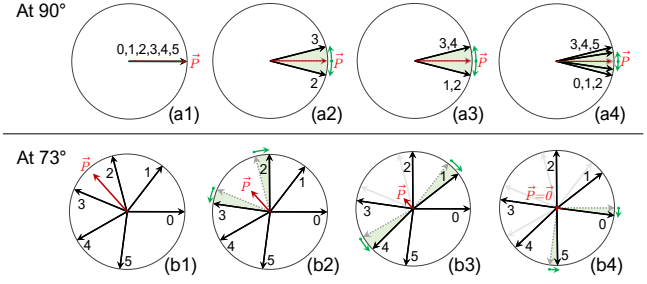 At 90°
0,1,2,3,4,5
P⃗
(a1)
3
P⃗
2
(a2)
3,4
P⃗
1,2
(a3)
3,4,5
P⃗
0,1,2
(a4)
At 73°
P⃗
2
1
3
0
4
5
(b1)
2
1
P⃗
3
0
4
5
(b2)
2
1
P⃗
3
0
4
5
(b3)
2
1
P⃗=0⃗
3
0
4
5
(b4)